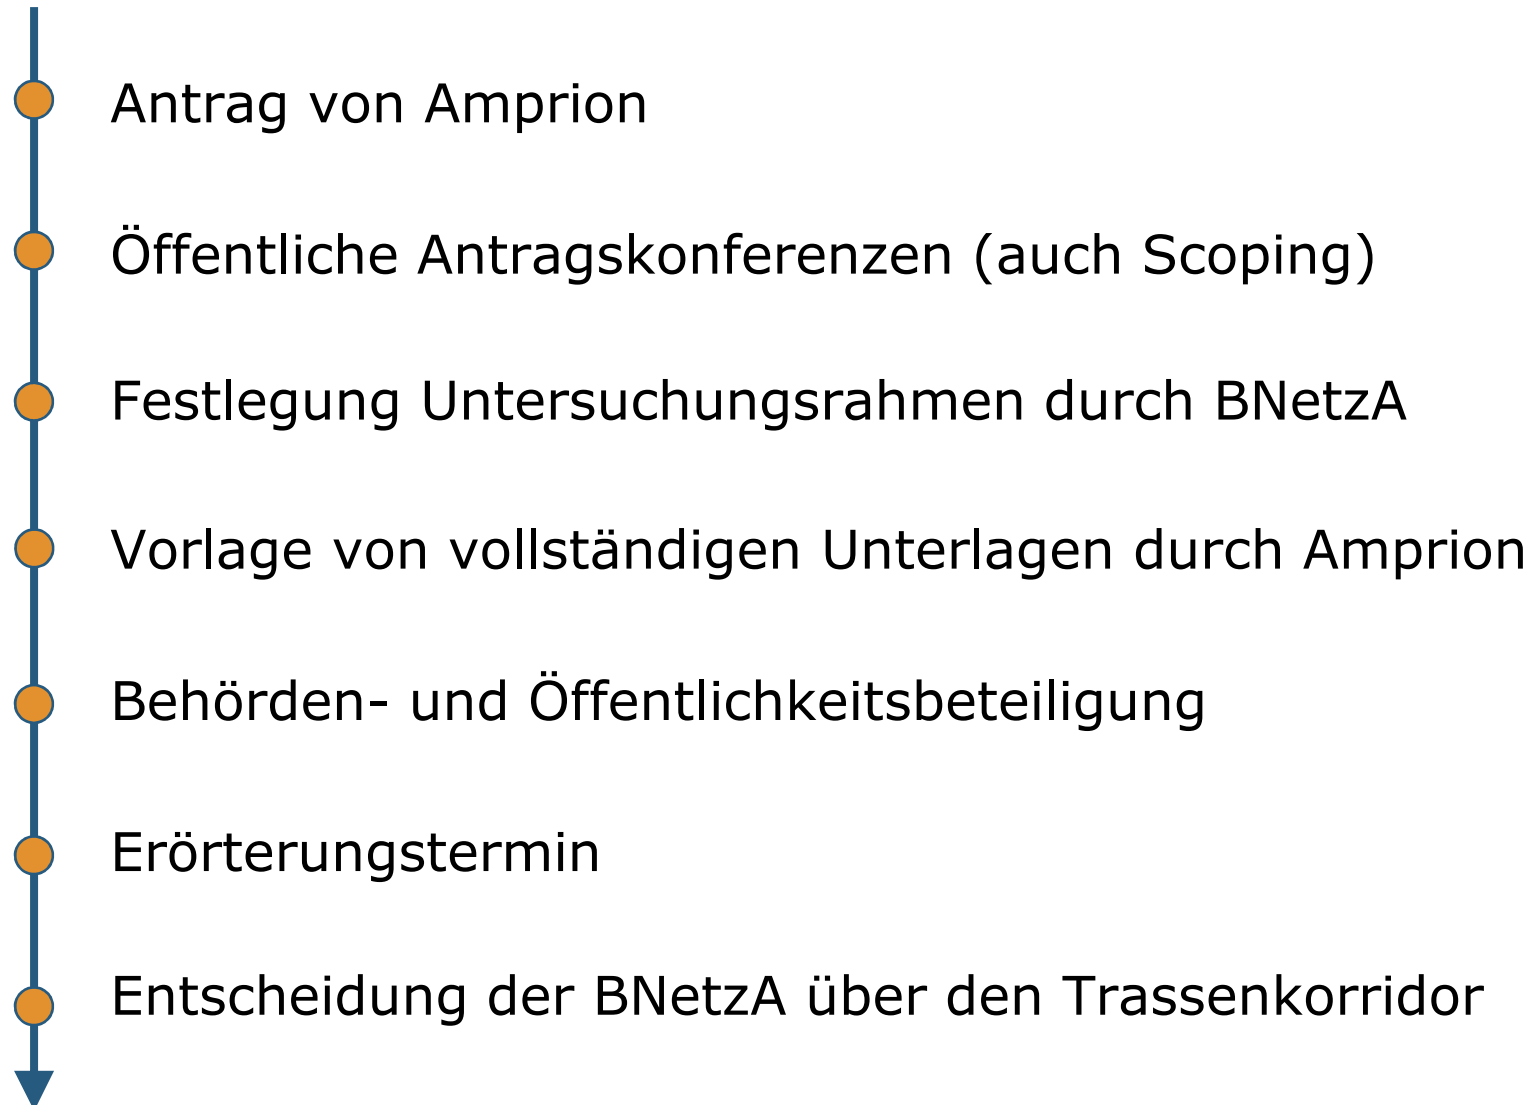 Antrag von Amprion
Öffentliche Antragskonferenzen (auch Scoping)
Festlegung Untersuchungsrahmen durch BNetzA
Vorlage von vollständigen Unterlagen durch Amprion
Behörden- und Öffentlichkeitsbeteiligung
Erörterungstermin
Entscheidung der BNetzA über den Trassenkorridor